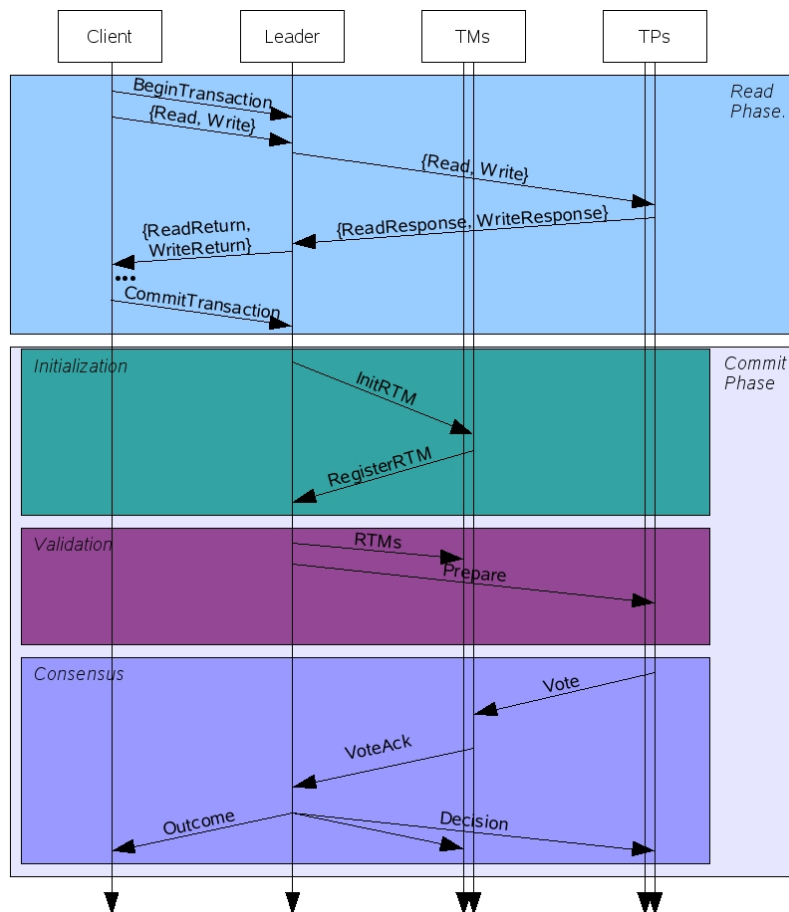 Client
Leader
TMs
TPs
Read
Phase.
BeginTransaction
{Read, Write}
{Read, Write}
{ReadResponse, WriteResponse}
{ReadReturn,
WriteReturn}
...
CommitTransaction
Commit
Phase
Initialization
InitRTM
RegisterRTM
Validation
RTMs
Prepare
Consensus
Vote
VoteAck
Outcome
Decision